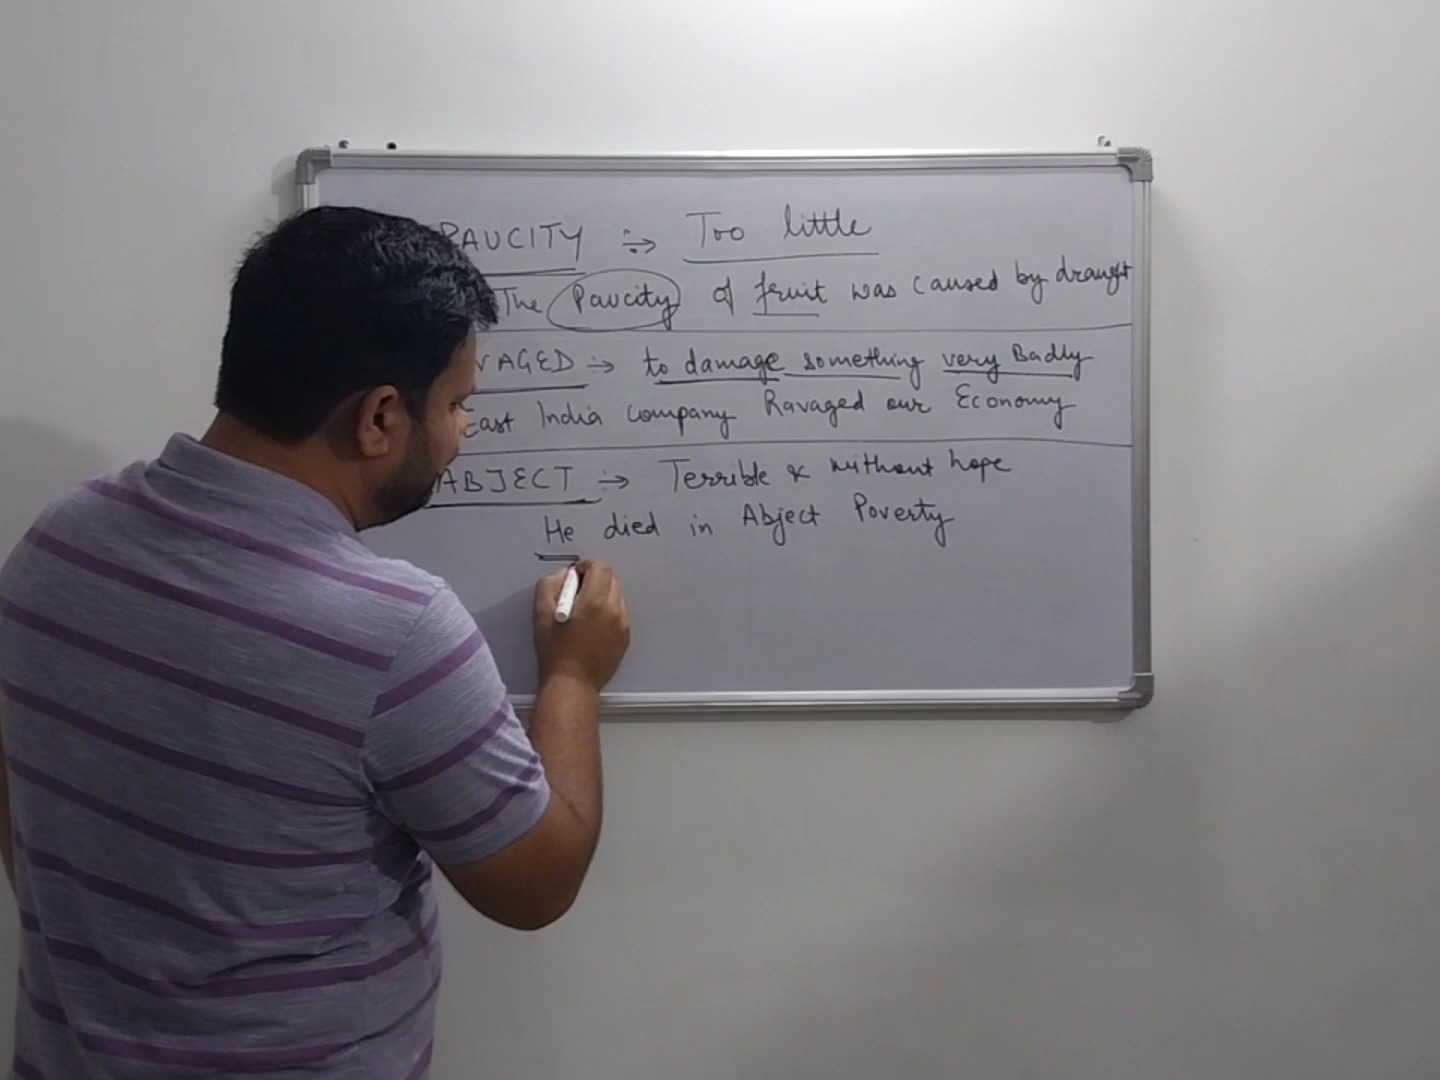 PAUCITY ÷> Too little
The Paucity of fruit was caused by draught
VAGED ÷> to damage something very Badly
East India Company Ravaged our Economy
ABJECT ÷> Terrible & without hope
He died in Abject Poverty